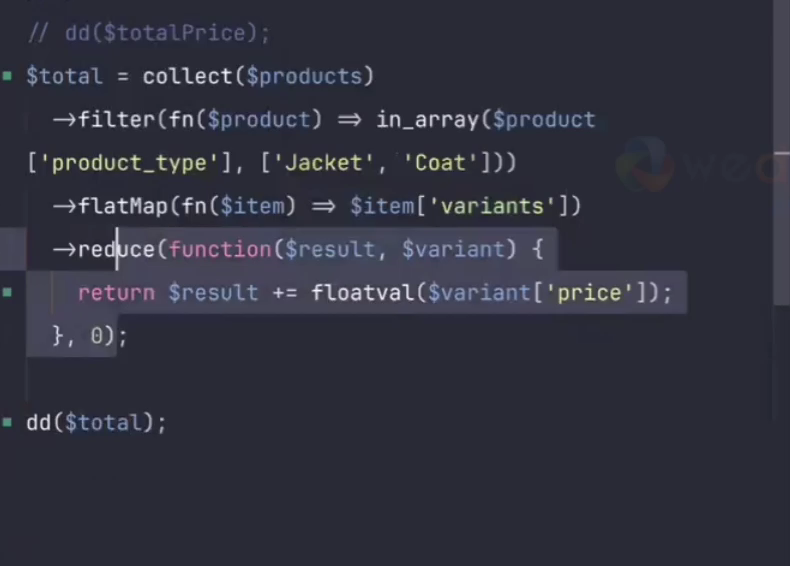 // dd($totalPrice);
$total = collect($products)
->filter(fn($product) => in_array($product
['product_type'], ['Jacket', 'Coat']))
->flatMap(fn($item) => $item['variants'])
->reduce(function($result, $variant) {
return $result += floatval($variant['price']);
}, 0);
dd($total);